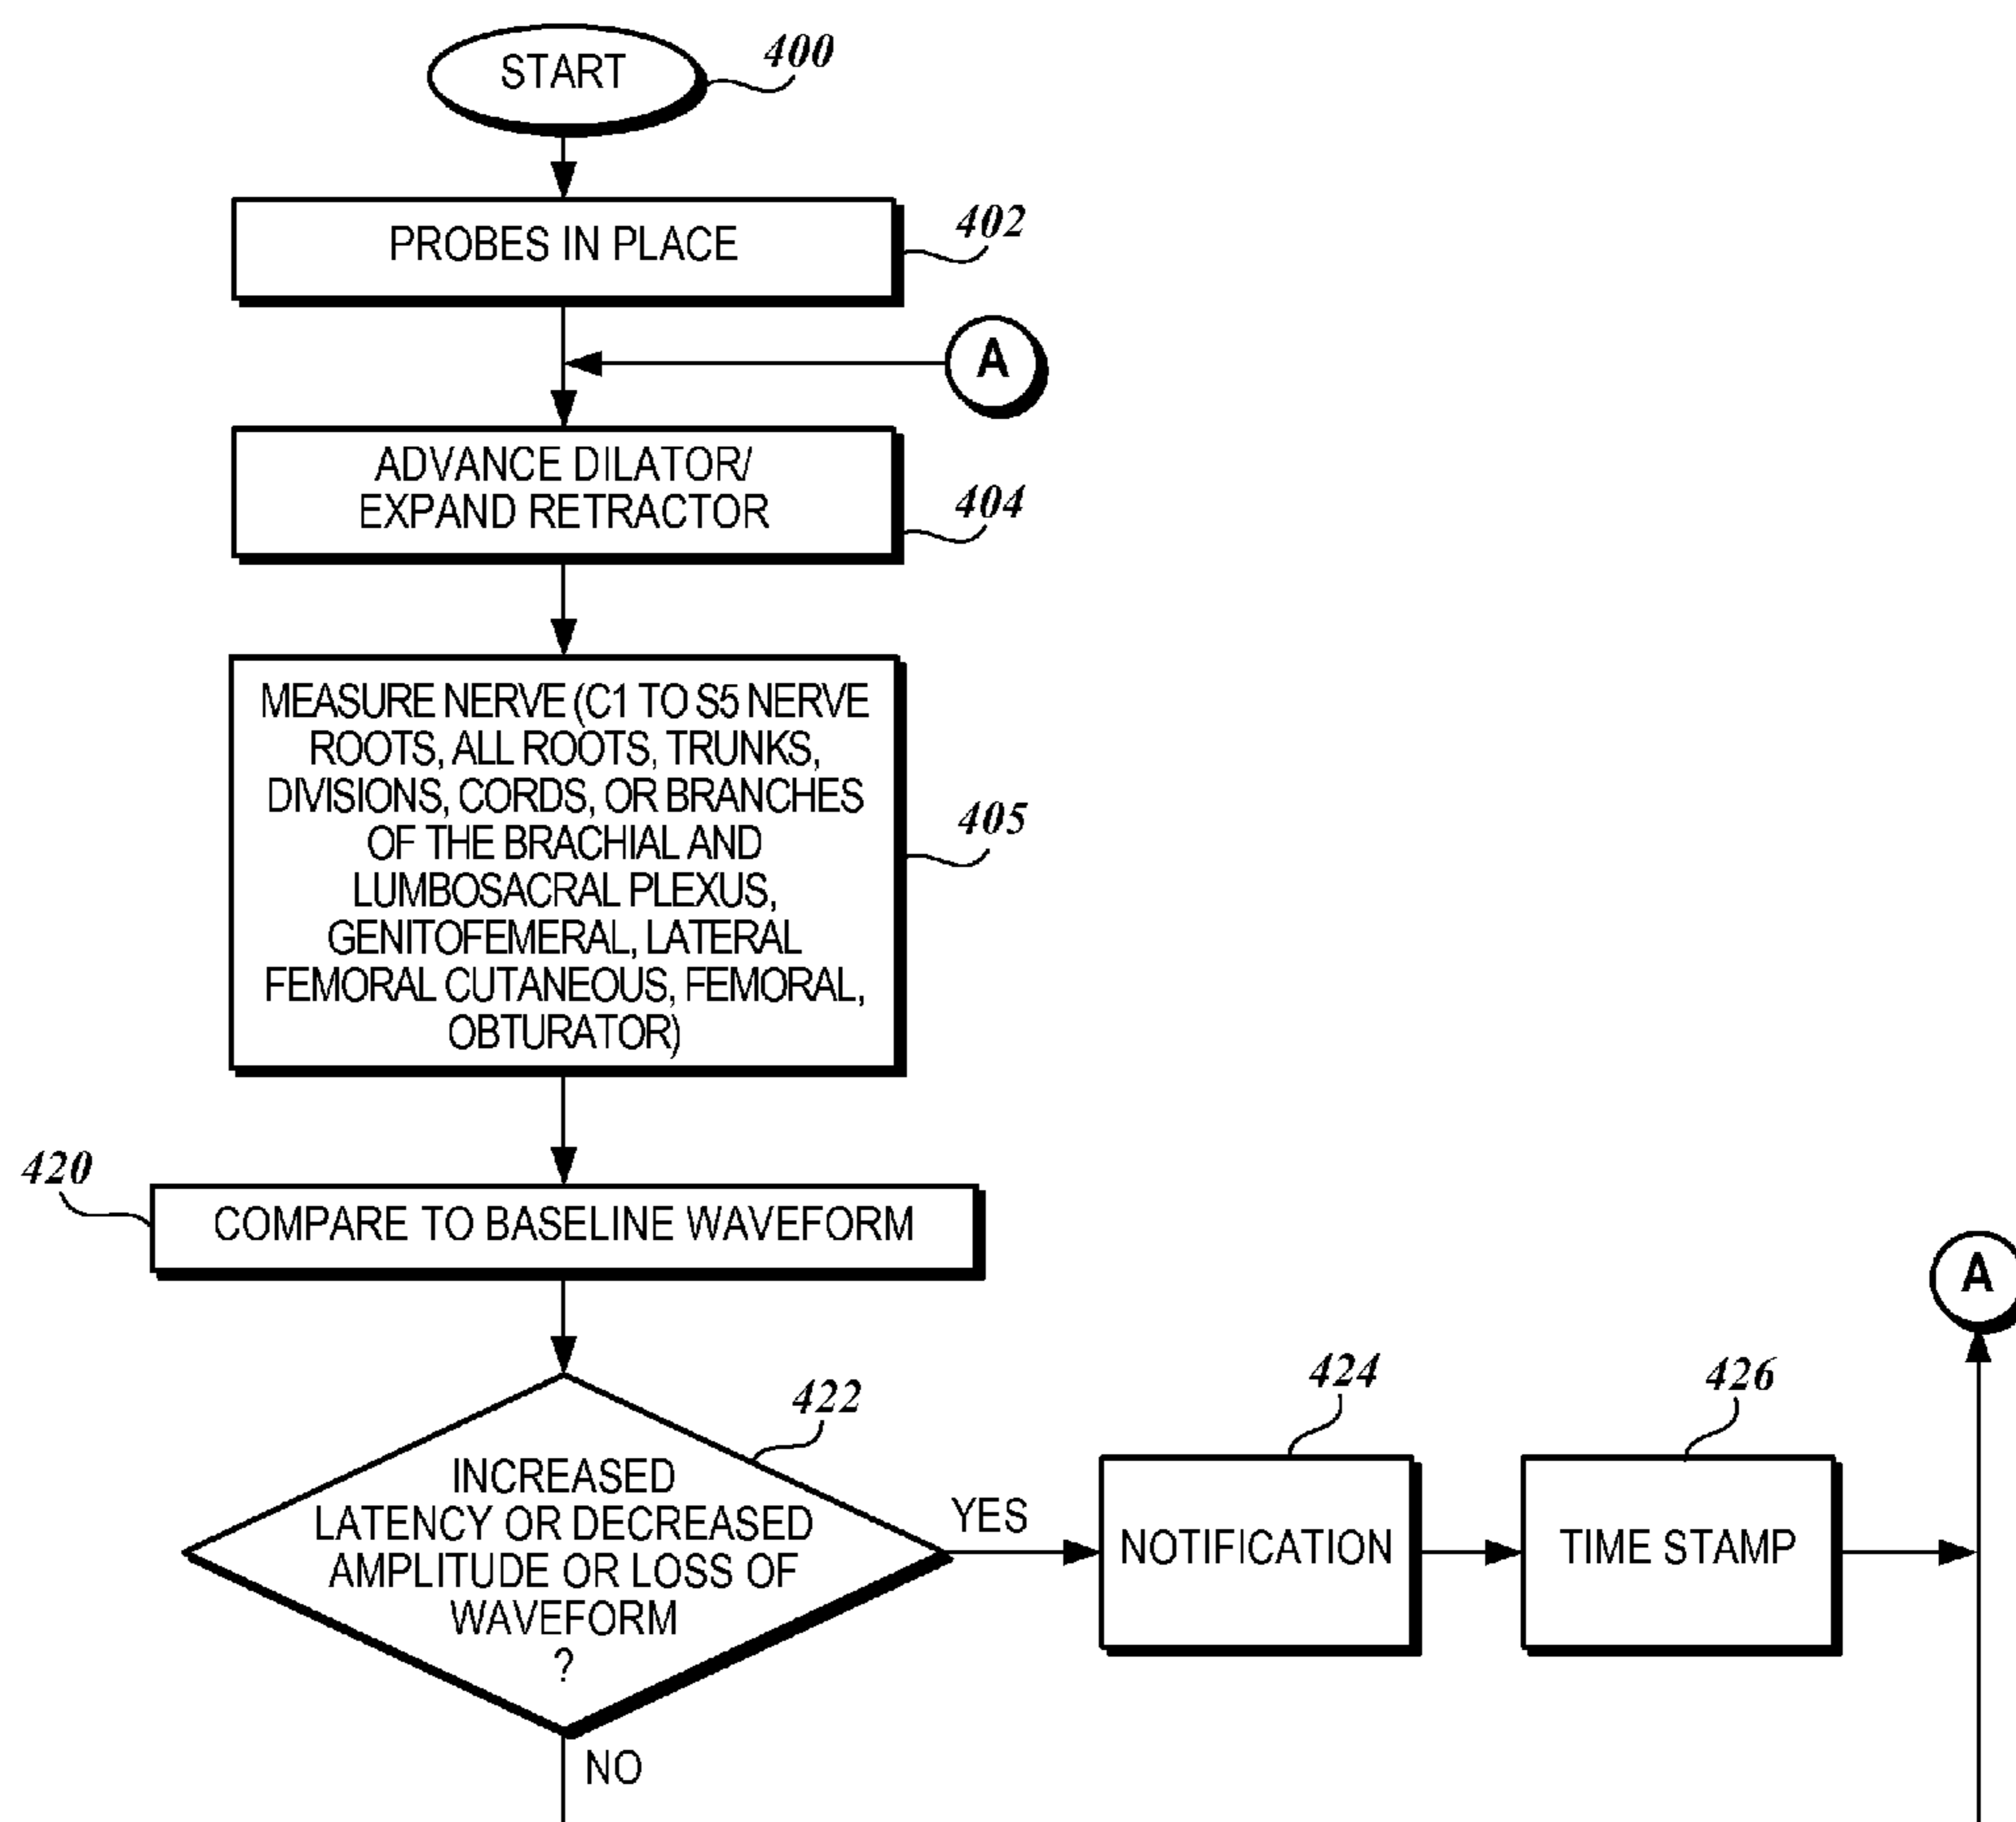 START
400
PROBES IN PLACE
402
A
ADVANCE DILATOR/
EXPAND RETRACTOR
404
MEASURE NERVE (C1 TO S5 NERVE
ROOTS, ALL ROOTS, TRUNKS,
DIVISIONS, CORDS, OR BRANCHES
OF THE BRACHIAL AND
LUMBOSACRAL PLEXUS,
GENITOFEMERAL, LATERAL
FEMORAL CUTANEOUS, FEMORAL,
OBTURATOR)
405
420
COMPARE TO BASELINE WAVEFORM
A
422
INCREASED
LATENCY OR DECREASED
AMPLITUDE OR LOSS OF
WAVEFORM
?
YES
424
NOTIFICATION
426
TIME STAMP
NO